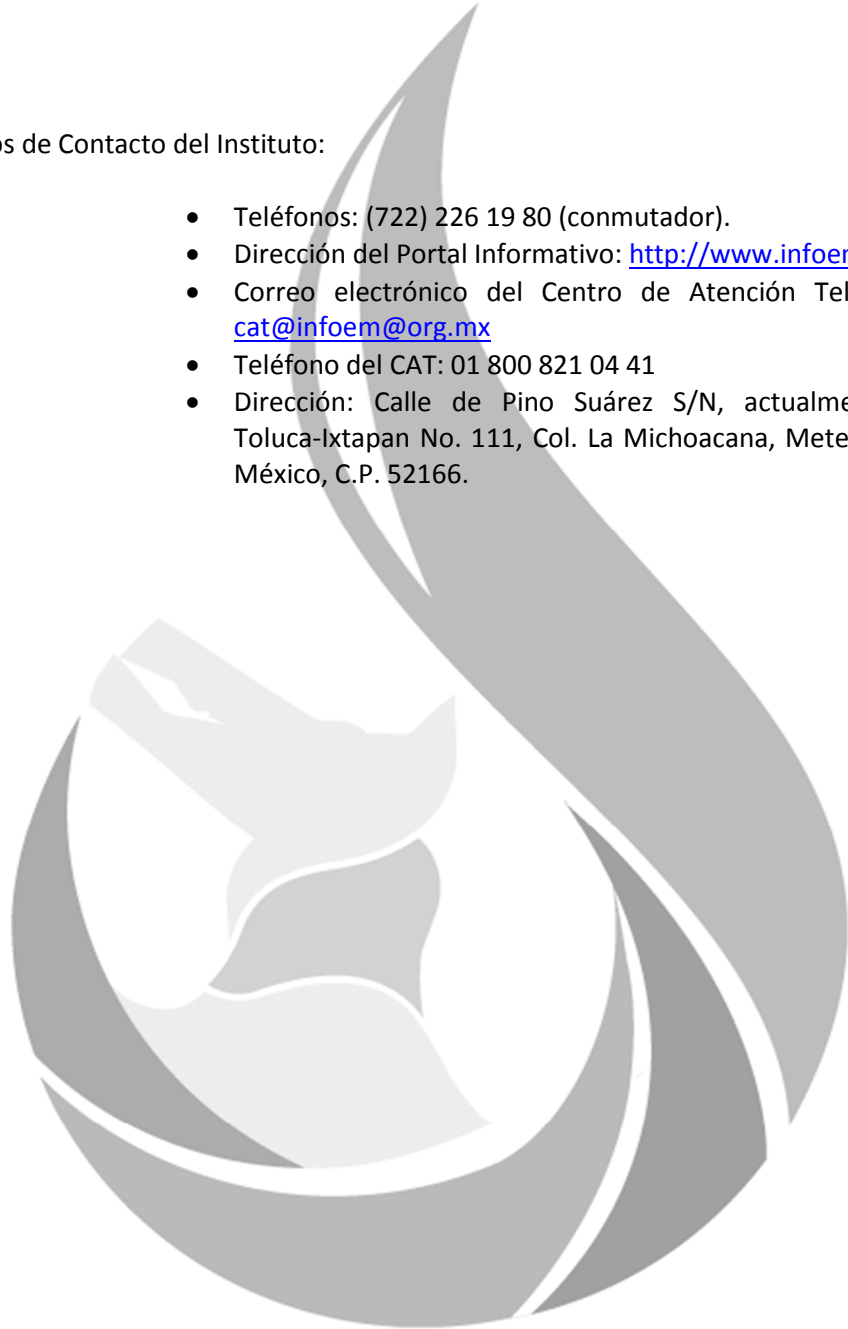 os de Contacto del Instituto:
• Teléfonos: (722) 226 19 80 (conmutador).
• Dirección del Portal Informativo: http://www.infoem
• Correo electrónico del Centro de Atención Tel
cat@infoem@org.mx
• Teléfono del CAT: 01 800 821 04 41
• Dirección: Calle de Pino Suárez S/N, actualme
Toluca-Ixtapan No. 111, Col. La Michoacana, Mete
México, C.P. 52166.